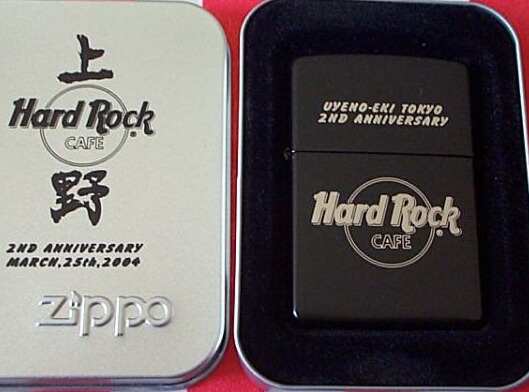 上
Hard Rock
CAFE
野
2ND ANNIVERSARY
MARCH,25th,2004
Zippo
UYENO-EKI TOKYO
2ND ANNIVERSARY
Hard Rock
CAFE